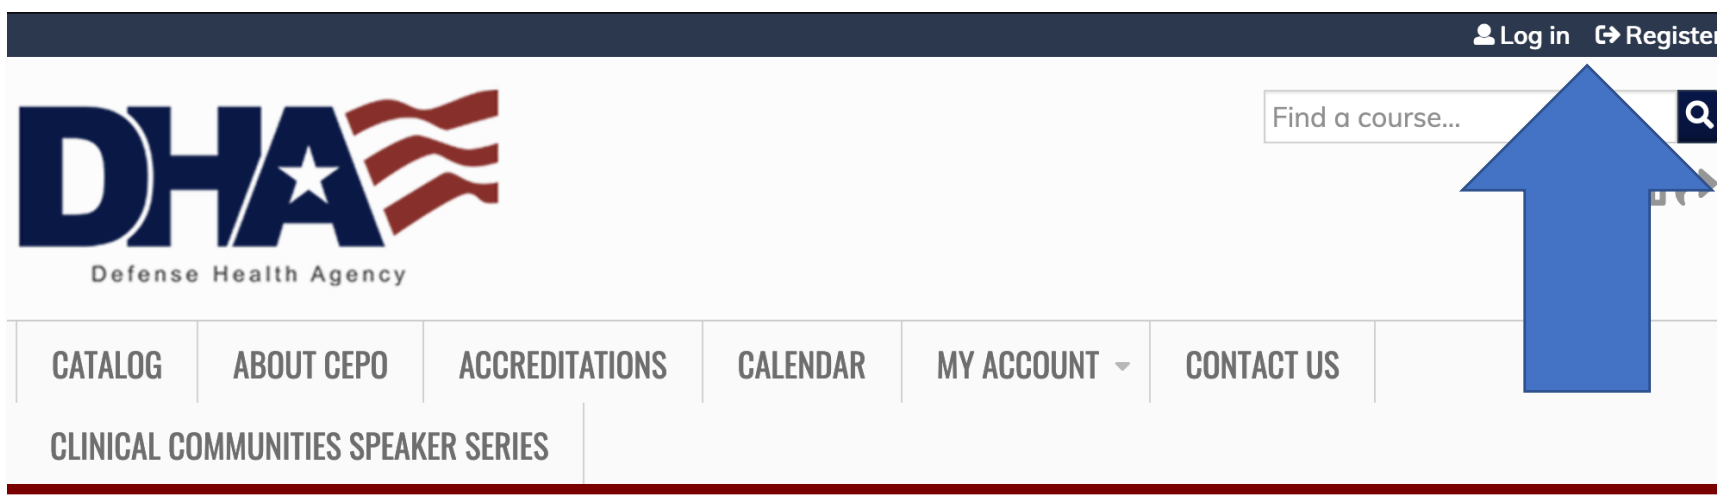 Log in Register
Find a course...
DHA
Defense Health Agency
CATALOG ABOUT CEPO ACCREDITATIONS CALENDAR MY ACCOUNT CONTACT US
CLINICAL COMMUNITIES SPEAKER SERIES